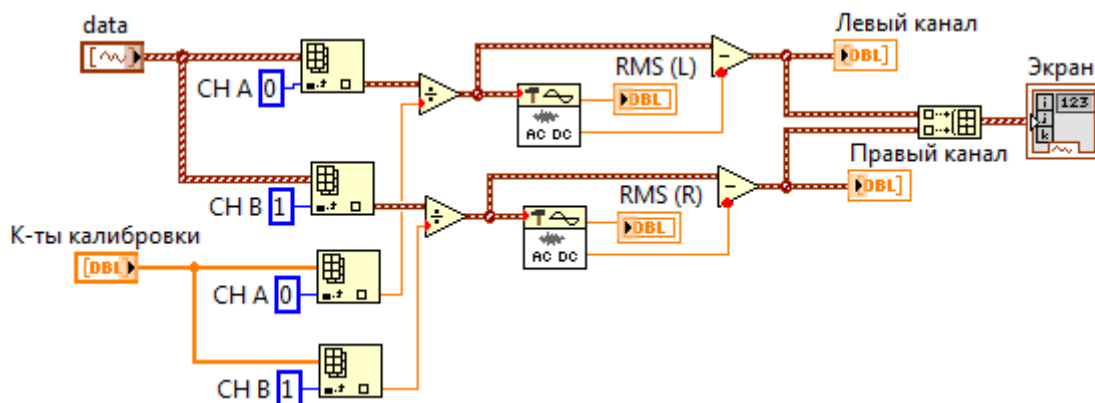 data
Левый канал
[DBL]
RMS (L)
DBL
Экран
CH A 0
AC DC
i
j
k
123
Правый канал
[DBL]
RMS (R)
DBL
CH B 1
AC DC
К-ты калибровки
[DBL]
CH A 0
CH B 1